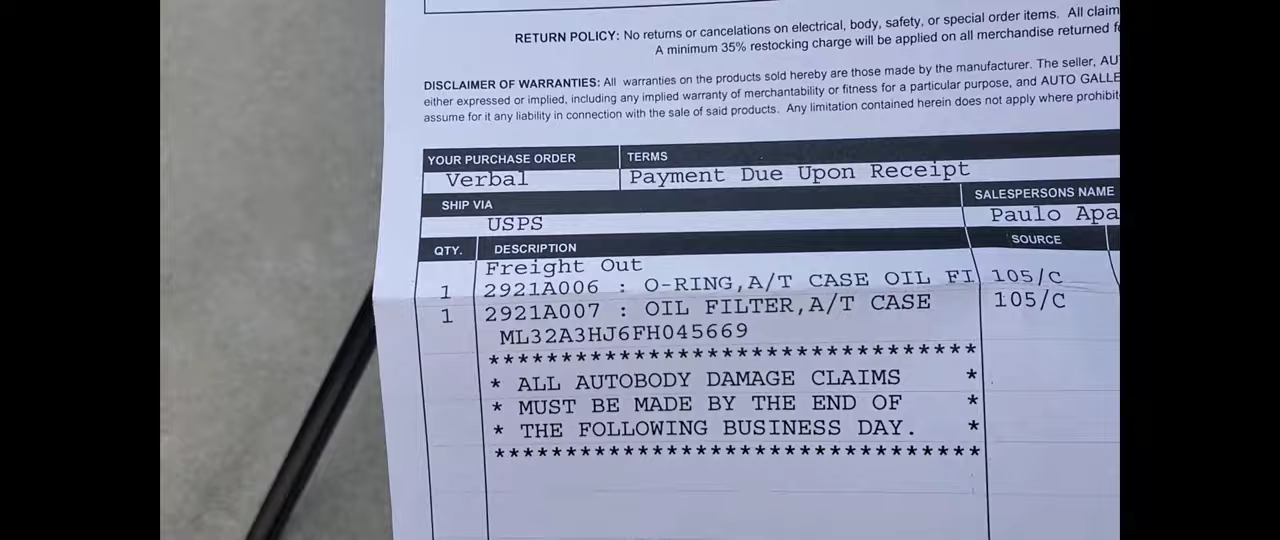 RETURN POLICY: No returns or cancelations on electrical, body, safety, or special order items. All claim
A minimum 35% restocking charge will be applied on all merchandise returned
DISCLAIMER OF WARRANTIES: All warranties on the products sold hereby are those made by the manufacturer. The seller, AU
either expressed or implied, including any implied warranty of merchantability or fitness for a particular purpose, and AUTO GALLE
assume for it any liability in connection with the sale of said products. Any limitation contained herein does not apply where prohibit
YOUR PURCHASE ORDER TERMS
Verbal Payment Due Upon Receipt
SHIP VIA SALESPERSONS NAME
USPS Paulo Apa
QTY. DESCRIPTION SOURCE
Freight Out
1 2921A006 : O-RING,A/T CASE OIL FI 105/C
1 2921A007 : OIL FILTER,A/T CASE 105/C
ML32A3HJ6FH045669
**********************************
* ALL AUTOBODY DAMAGE CLAIMS *
* MUST BE MADE BY THE END OF *
* THE FOLLOWING BUSINESS DAY. *
**********************************